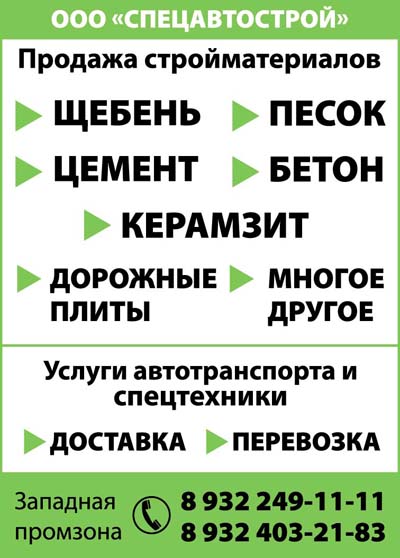 ООО «СПЕЦАВТОСТРОЙ»
Продажа стройматериалов
ЩЕБЕНЬ ПЕСОК
ЦЕМЕНТ БЕТОН
КЕРАМЗИТ
ДОРОЖНЫЕ МНОГОЕ
ПЛИТЫ ДРУГОЕ
Услуги автотранспорта и
спецтехники
ДОСТАВКА ПЕРЕВОЗКА
Западная 8 932 249-11-11
промзона 8 932 403-21-83